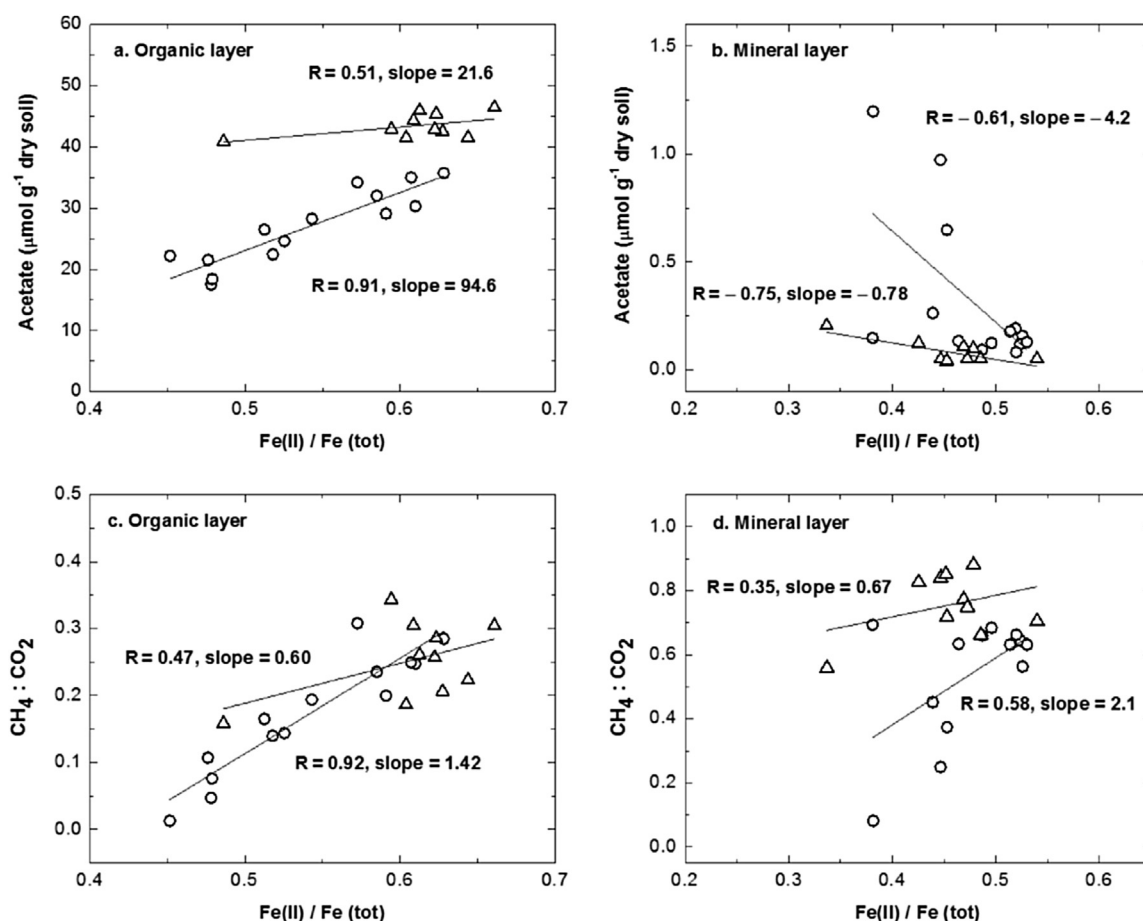 a. Organic layer
R = 0.51, slope = 21.6
R = 0.91, slope = 94.6
60
50
40
30
20
10
0
0.4 0.5 0.6 0.7
Acetate (μmol g⁻¹ dry soil)
Fe(II) / Fe (tot)
b. Mineral layer
R = − 0.61, slope = −4.2
R = − 0.75, slope = −0.78
1.5
1.0
0.5
0.0
0.2 0.3 0.4 0.5 0.6
Acetate (μmol g⁻¹ dry soil)
Fe(II) / Fe (tot)
c. Organic layer
R = 0.47, slope = 0.60
R = 0.92, slope = 1.42
0.5
0.4
0.3
0.2
0.1
0.0
0.4 0.5 0.6 0.7
CH₄ : CO₂
Fe(II) / Fe (tot)
d. Mineral layer
R = 0.35, slope = 0.67
R = 0.58, slope = 2.1
1.0
0.8
0.6
0.4
0.2
0.0
0.2 0.3 0.4 0.5 0.6
CH₄ : CO₂
Fe(II) / Fe (tot)